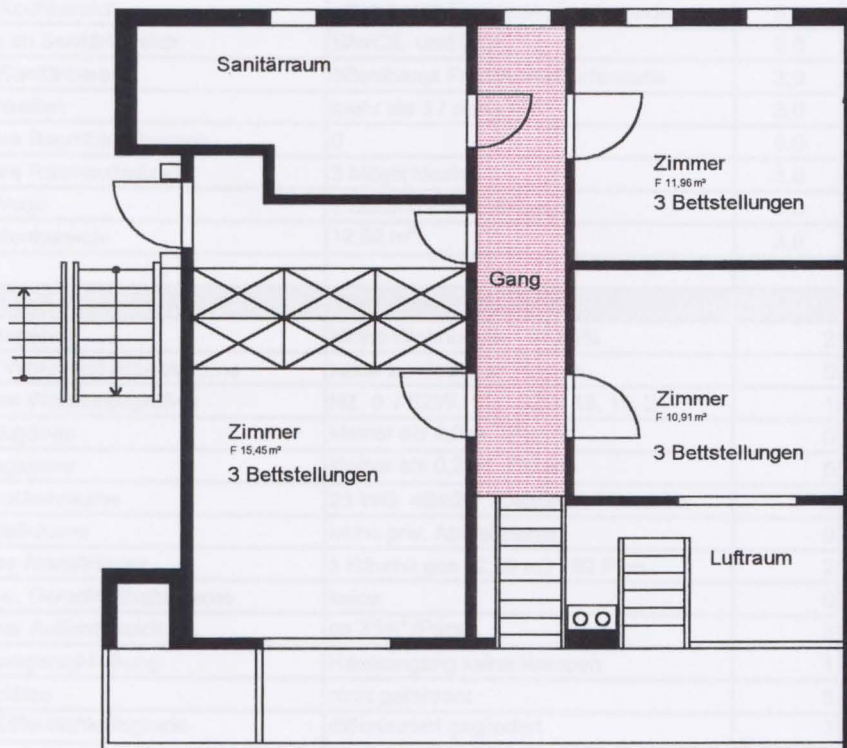 Sanitärraum
Zimmer
F 11,96 m²
3 Bettstellungen
Gang
Zimmer
F 10,91 m²
3 Bettstellungen
Zimmer
F 15,45 m²
3 Bettstellungen
Luftraum